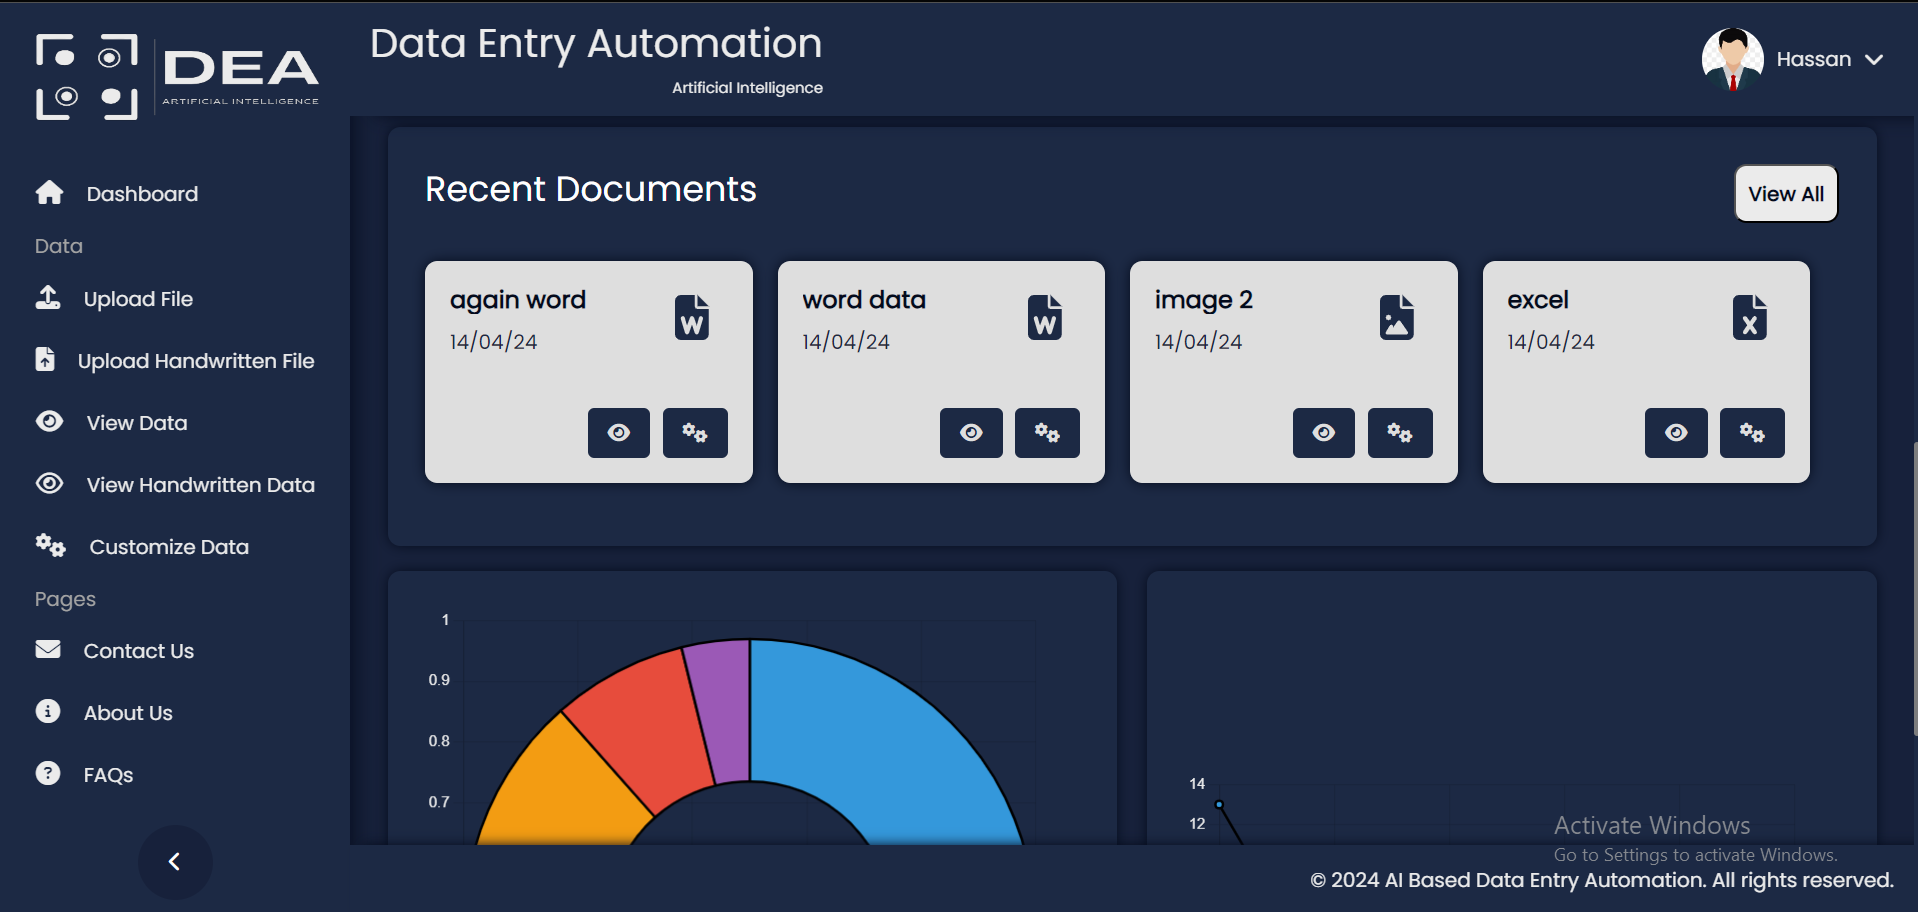 DEA
ARTIFICIAL INTELLIGENCE
Data Entry Automation
Artificial Intelligence
Hassan
Dashboard
Data
Upload File
Upload Handwritten File
View Data
View Handwritten Data
Customize Data
Pages
Contact Us
About Us
FAQs
Recent Documents
View All
again word
14/04/24
word data
14/04/24
image 2
14/04/24
excel
14/04/24
1
0.9
0.8
0.7
14
12
Activate Windows
Go to Settings to activate Windows.
© 2024 AI Based Data Entry Automation. All rights reserved.